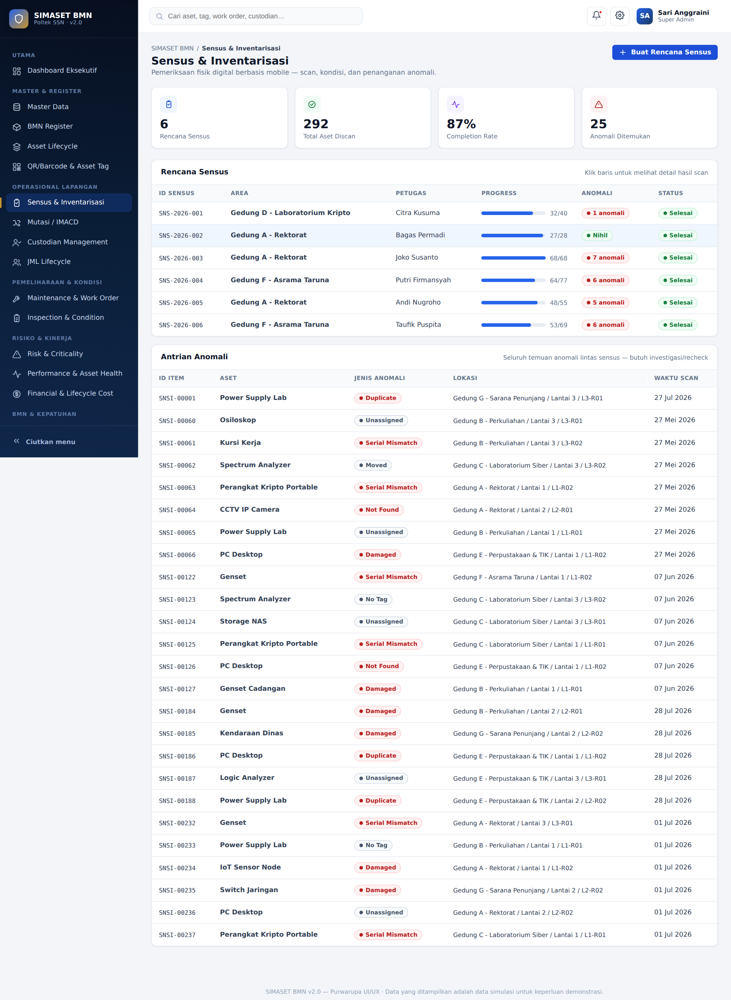 SIMASET BMN
Poltek SSN · v2.0
UTAMA
Dashboard Eksekutif
MASTER & REGISTER
Master Data
BMN Register
Asset Lifecycle
QR/Barcode & Asset Tag
OPERASIONAL LAPANGAN
Sensus & Inventarisasi
Mutasi / IMACD
Custodian Management
JML Lifecycle
PEMELIHARAAN & KONDISI
Maintenance & Work Order
Inspection & Condition
RISIKO & KINERJA
Risk & Criticality
Performance & Asset Health
Financial & Lifecycle Cost
BMN & KEPATUHAN
Ciutkan menu
Cari aset, tag, work order, custodian…
SA
Sari Anggraini
Super Admin
SIMASET BMN / Sensus & Inventarisasi
Sensus & Inventarisasi
Pemeriksaan fisik digital berbasis mobile — scan, kondisi, dan penanganan anomali.
Buat Rencana Sensus
6
Rencana Sensus
292
Total Aset Discan
87%
Completion Rate
25
Anomali Ditemukan
Rencana Sensus
Klik baris untuk melihat detail hasil scan
ID SENSUS AREA PETUGAS PROGRESS ANOMALI STATUS
SNS-2026-001 Gedung D - Laboratorium Kripto Citra Kusuma 32/40 1 anomali Selesai
SNS-2026-002 Gedung A - Rektorat Bagas Permadi 27/28 Nihil Selesai
SNS-2026-003 Gedung A - Rektorat Joko Susanto 68/68 7 anomali Selesai
SNS-2026-004 Gedung F - Asrama Taruna Putri Firmansyah 64/77 6 anomali Selesai
SNS-2026-005 Gedung A - Rektorat Andi Nugroho 48/55 5 anomali Selesai
SNS-2026-006 Gedung F - Asrama Taruna Taufik Puspita 53/69 6 anomali Selesai
Antrian Anomali
Seluruh temuan anomali lintas sensus — butuh investigasi/recheck
ID ITEM ASET JENIS ANOMALI LOKASI WAKTU SCAN
SNSI-00001 Power Supply Lab Duplicate Gedung G - Sarana Penunjang / Lantai 3 / L3-R01 27 Jul 2026
SNSI-00060 Osiloskop Unassigned Gedung B - Perkuliahan / Lantai 3 / L3-R01 27 Mei 2026
SNSI-00061 Kursi Kerja Serial Mismatch Gedung B - Perkuliahan / Lantai 3 / L3-R02 27 Mei 2026
SNSI-00062 Spectrum Analyzer Moved Gedung C - Laboratorium Siber / Lantai 3 / L3-R02 27 Mei 2026
SNSI-00063 Perangkat Kripto Portable Serial Mismatch Gedung A - Rektorat / Lantai 1 / L1-R02 27 Mei 2026
SNSI-00064 CCTV IP Camera Not Found Gedung A - Rektorat / Lantai 2 / L2-R01 27 Mei 2026
SNSI-00065 Power Supply Lab Unassigned Gedung B - Perkuliahan / Lantai 1 / L1-R01 27 Mei 2026
SNSI-00066 PC Desktop Damaged Gedung E - Perpustakaan & TIK / Lantai 1 / L1-R02 27 Mei 2026
SNSI-00122 Genset Serial Mismatch Gedung F - Asrama Taruna / Lantai 1 / L1-R02 07 Jun 2026
SNSI-00123 Spectrum Analyzer No Tag Gedung C - Laboratorium Siber / Lantai 3 / L3-R02 07 Jun 2026
SNSI-00124 Storage NAS Unassigned Gedung C - Laboratorium Siber / Lantai 3 / L3-R01 07 Jun 2026
SNSI-00125 Perangkat Kripto Portable Serial Mismatch Gedung C - Laboratorium Siber / Lantai 1 / L1-R01 07 Jun 2026
SNSI-00126 PC Desktop Not Found Gedung E - Perpustakaan & TIK / Lantai 1 / L1-R02 07 Jun 2026
SNSI-00127 Genset Cadangan Damaged Gedung B - Perkuliahan / Lantai 1 / L1-R01 07 Jun 2026
SNSI-00184 Genset Damaged Gedung B - Perkuliahan / Lantai 2 / L2-R01 28 Jul 2026
SNSI-00185 Kendaraan Dinas Damaged Gedung G - Sarana Penunjang / Lantai 2 / L2-R02 28 Jul 2026
SNSI-00186 PC Desktop Duplicate Gedung E - Perpustakaan & TIK / Lantai 1 / L1-R02 28 Jul 2026
SNSI-00187 Logic Analyzer Unassigned Gedung E - Perpustakaan & TIK / Lantai 3 / L3-R01 28 Jul 2026
SNSI-00188 Power Supply Lab Duplicate Gedung E - Perpustakaan & TIK / Lantai 2 / L2-R02 28 Jul 2026
SNSI-00232 Genset Serial Mismatch Gedung A - Rektorat / Lantai 3 / L3-R01 01 Jul 2026
SNSI-00233 Power Supply Lab No Tag Gedung B - Perkuliahan / Lantai 1 / L1-R01 01 Jul 2026
SNSI-00234 IoT Sensor Node Damaged Gedung A - Rektorat / Lantai 1 / L1-R02 01 Jul 2026
SNSI-00235 Switch Jaringan Damaged Gedung G - Sarana Penunjang / Lantai 2 / L2-R02 01 Jul 2026
SNSI-00236 PC Desktop Unassigned Gedung A - Rektorat / Lantai 2 / L2-R02 01 Jul 2026
SNSI-00237 Perangkat Kripto Portable Serial Mismatch Gedung C - Laboratorium Siber / Lantai 1 / L1-R01 01 Jul 2026
SIMASET BMN v2.0 — Purwarupa UI/UX · Data yang ditampilkan adalah data simulasi untuk keperluan demonstrasi.